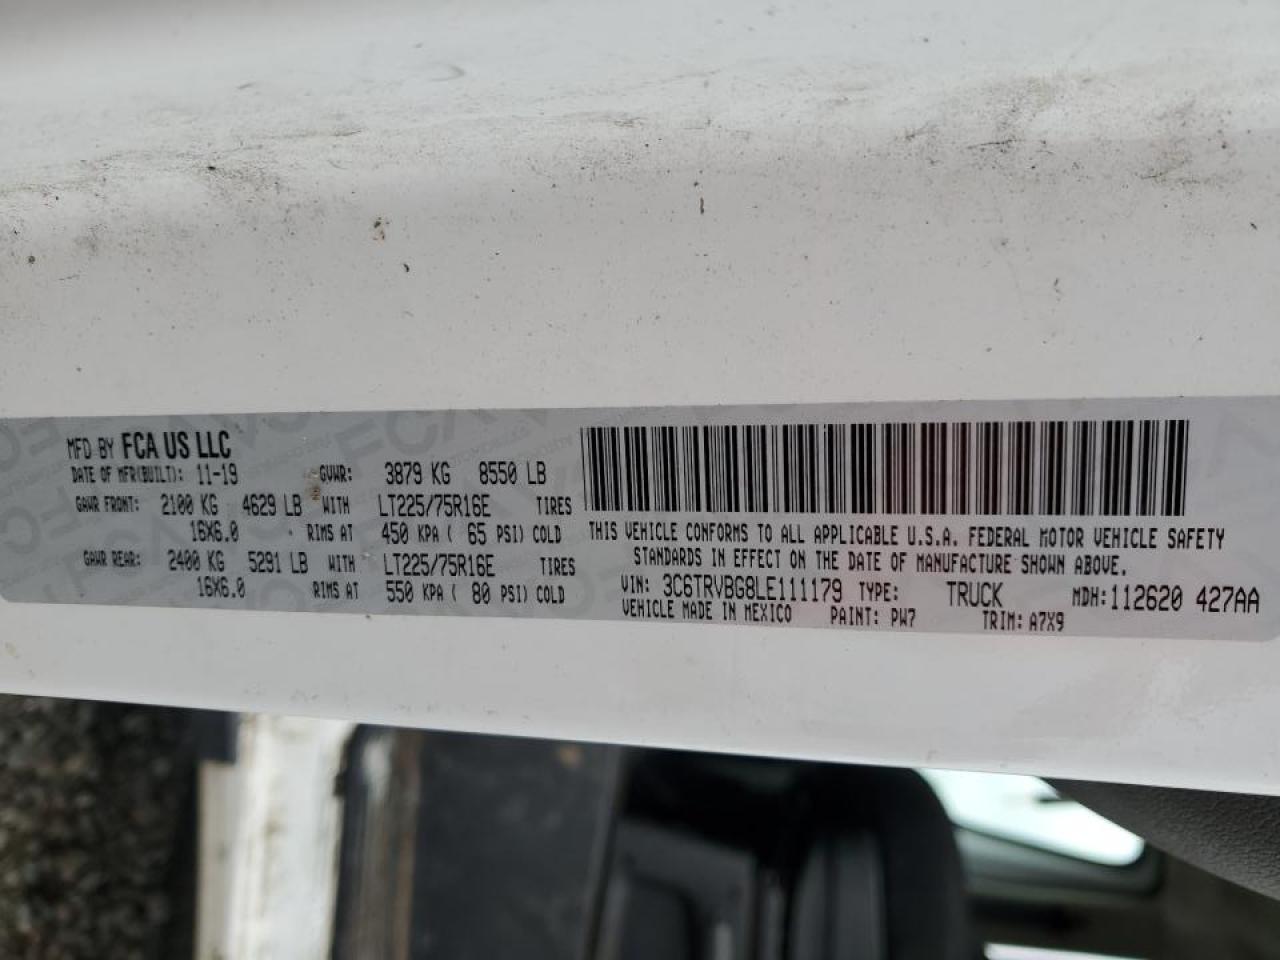 MFD BY FCA US LLC
DATE OF MFR(BUILT): 11-19 GVWR: 3879 KG 8550 LB
GAWR FRONT: 2100 KG 4629 LB WITH LT225/75R16E TIRES
16X6.0 RIMS AT 450 KPA ( 65 PSI) COLD
GAWR REAR: 2400 KG 5291 LB WITH LT225/75R16E TIRES
16X6.0 RIMS AT 550 KPA ( 80 PSI) COLD
THIS VEHICLE CONFORMS TO ALL APPLICABLE U.S.A. FEDERAL MOTOR VEHICLE SAFETY
STANDARDS IN EFFECT ON THE DATE OF MANUFACTURE SHOWN ABOVE.
VIN: 3C6TRVBG8LE111179 TYPE: TRUCK MDH:112620 427AA
VEHICLE MADE IN MEXICO PAINT: PW7 TRIM: A7X9